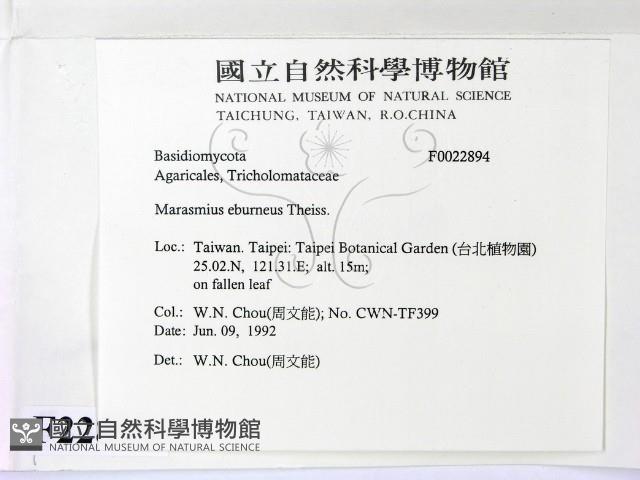 國立自然科學博物館
NATIONAL MUSEUM OF NATURAL SCIENCE
TAICHUNG, TAIWAN, R.O.CHINA
Basidiomycota F0022894
Agaricales, Tricholomataceae
Marasmius eburneus Theiss.
Loc.: Taiwan. Taipei: Taipei Botanical Garden (台北植物園)
25.02.N, 121.31.E; alt. 15m;
on fallen leaf
Col.: W.N. Chou(周文能); No. CWN-TF399
Date: Jun. 09, 1992
Det.: W.N. Chou(周文能)
F22
國立自然科學博物館
NATIONAL MUSEUM OF NATURAL SCIENCE